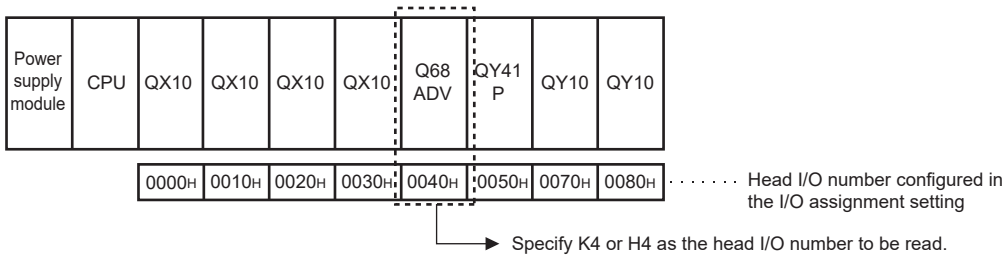 Power
supply
module
CPU
QX10
QX10
QX10
QX10
Q68
ADV
QY41
P
QY10
QY10
0000H
0010H
0020H
0030H
0040H
0050H
0070H
0080H
Head I/O number configured in
the I/O assignment setting
Specify K4 or H4 as the head I/O number to be read.